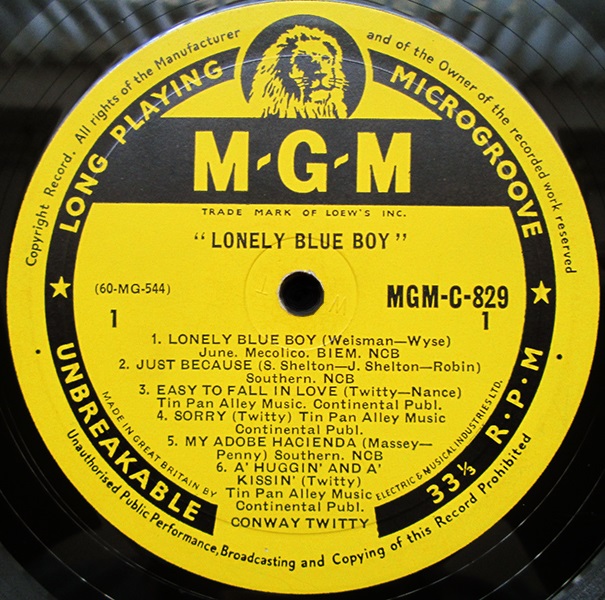 Copyright Record. All rights of the Manufacturer and of the Owner of the recorded work reserved
LONG PLAYING MICROGROOVE
M-G-M
TRADE MARK OF LOEW'S INC.
"LONELY BLUE BOY"
(60-MG-544)
MGM-C-829
1
1
1. LONELY BLUE BOY (Weisman—Wyse)
June. Mecolico. BIEM. NCB
2. JUST BECAUSE (S. Shelton—J. Shelton—Robin)
Southern. NCB
3. EASY TO FALL IN LOVE (Twitty—Nance)
Tin Pan Alley Music. Continental Publ.
4. SORRY (Twitty) Tin Pan Alley Music
Continental Publ.
5. MY ADOBE HACIENDA (Massey—
Penny) Southern. NCB
6. A' HUGGIN' AND A'
KISSIN' (Twitty)
Tin Pan Alley Music
Continental Publ.
CONWAY TWITTY
MADE IN GREAT BRITAIN BY ELECTRIC & MUSICAL INDUSTRIES LTD.
UNBREAKABLE
33⅓ R·P·M
Unauthorised Public Performance, Broadcasting and Copying of this Record Prohibited